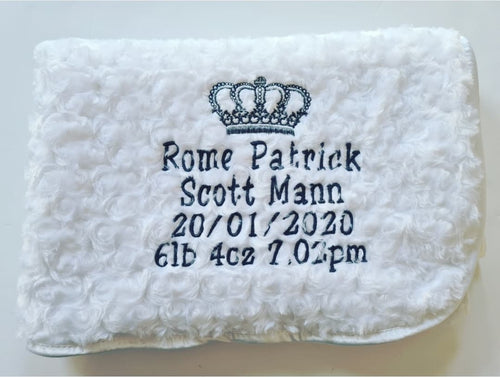 Rome Patrick
Scott Mann
20/01/2020
6lb 4oz 7.02pm